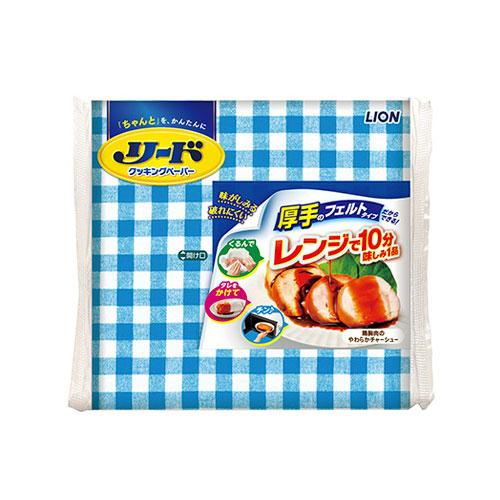 「ちゃんと」を、かんたんに
リード
クッキングペーパー
LION
味がしみる
破れにくい
厚手のフェルトタイプ
だから
できる!
レンジで10分
味しみ1品
くるんで
タレを
かけて
チン♪
開け口
鶏胸肉の
やわらかチャーシュー